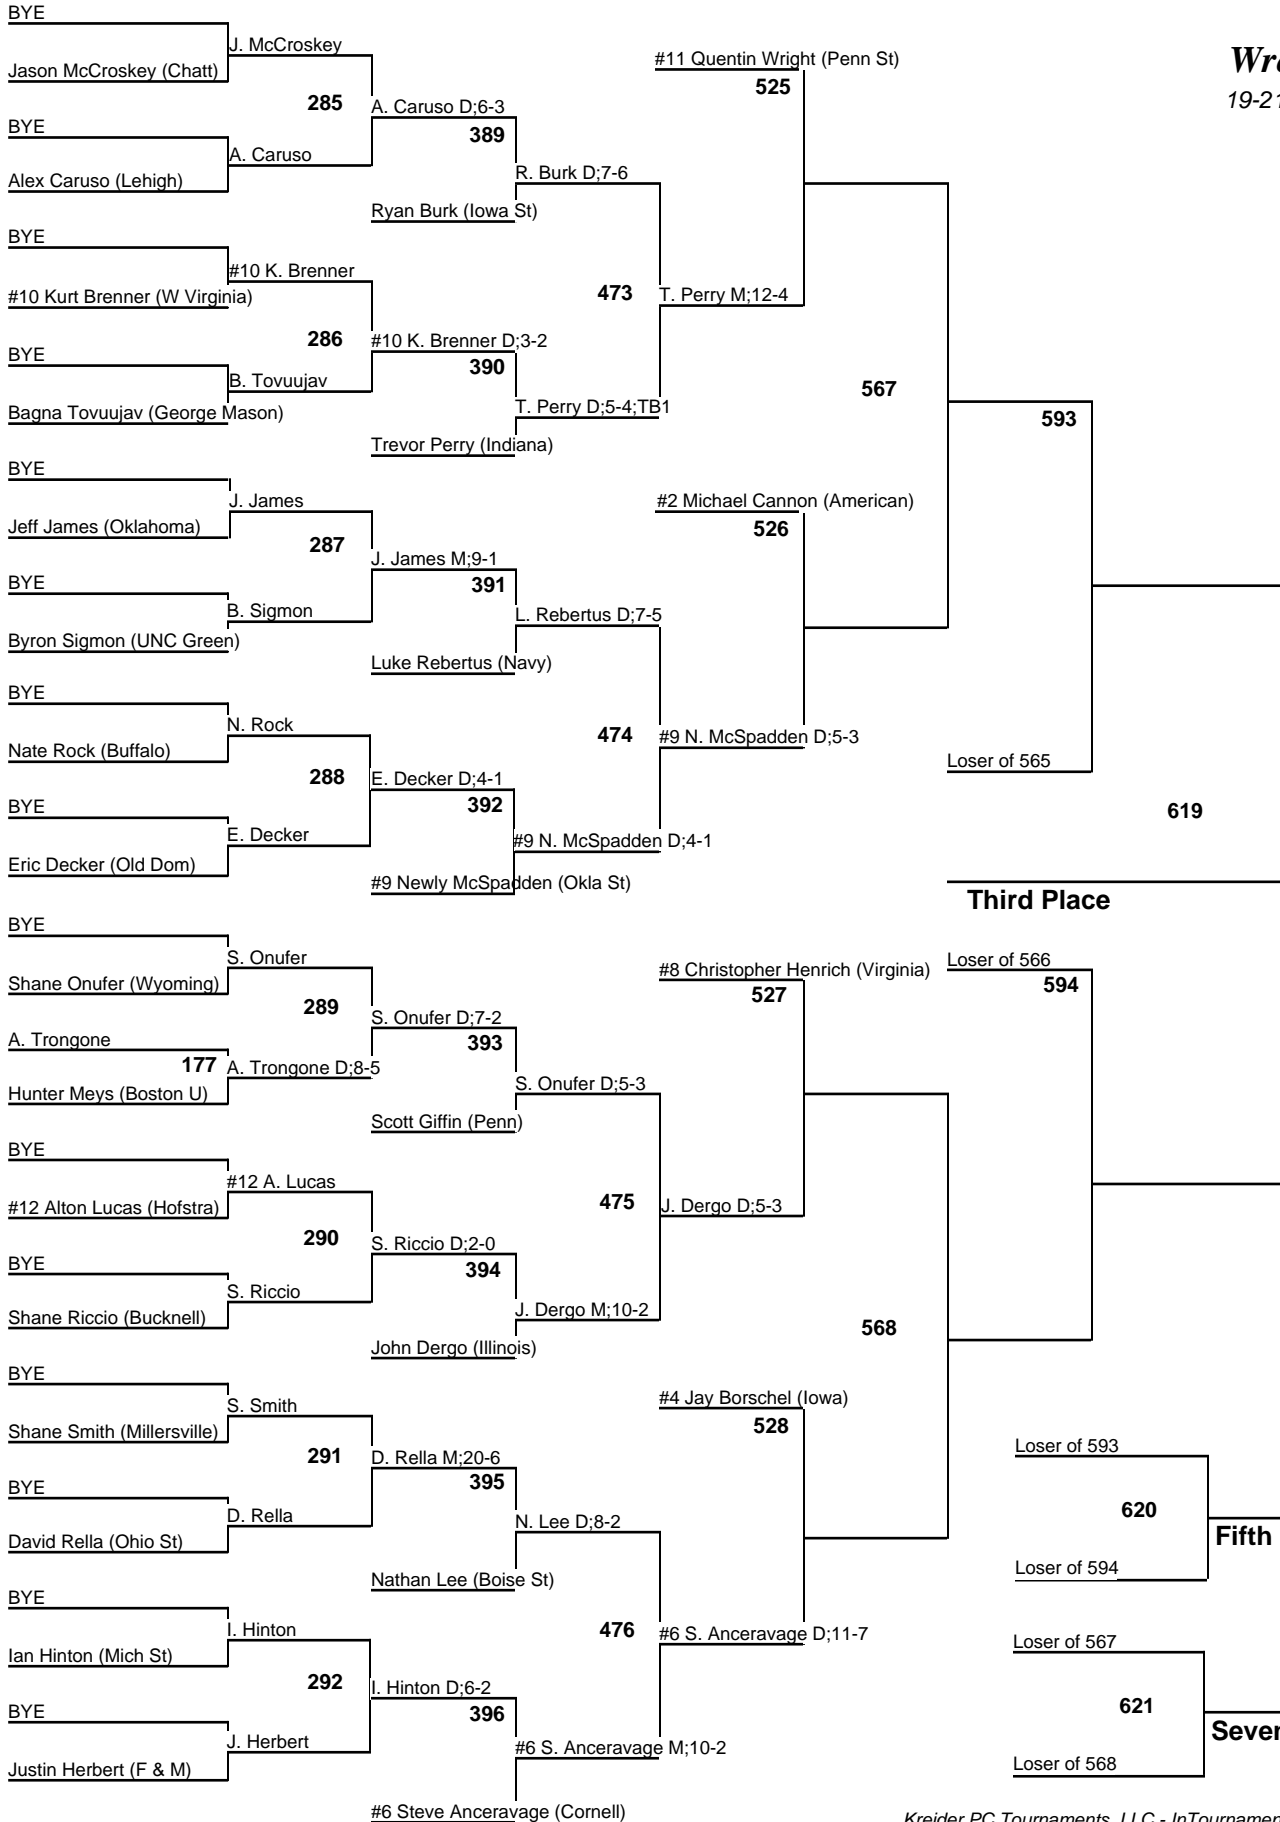 BYE
J. McCroskey
Jason McCroskey (Chatt)
285
A. Caruso D;6-3
389
BYE
A. Caruso
Alex Caruso (Lehigh)
R. Burk D;7-6
Ryan Burk (Iowa St)
BYE
#10 K. Brenner
#10 Kurt Brenner (W Virginia)
473
T. Perry M;12-4
286
#10 K. Brenner D;3-2
390
BYE
B. Tovuujav
Bagna Tovuujav (George Mason)
T. Perry D;5-4;TB1
Trevor Perry (Indiana)
#11 Quentin Wright (Penn St)
525
19-21
567
593
BYE
J. James
Jeff James (Oklahoma)
287
J. James M;9-1
391
BYE
B. Sigmon
Byron Sigmon (UNC Green)
L. Rebertus D;7-5
Luke Rebertus (Navy)
#2 Michael Cannon (American)
526
BYE
N. Rock
Nate Rock (Buffalo)
474
#9 N. McSpadden D;5-3
288
E. Decker D;4-1
392
BYE
E. Decker
Eric Decker (Old Dom)
#9 N. McSpadden D;4-1
#9 Newly McSpadden (Okla St)
Loser of 565
619
Third Place
BYE
S. Onufer
Shane Onufer (Wyoming)
289
S. Onufer D;7-2
393
A. Trongone
177
A. Trongone D;8-5
Hunter Meys (Boston U)
S. Onufer D;5-3
Scott Giffin (Penn)
#8 Christopher Henrich (Virginia)
527
Loser of 566
594
BYE
#12 A. Lucas
#12 Alton Lucas (Hofstra)
475
J. Dergo D;5-3
290
S. Riccio D;2-0
394
BYE
S. Riccio
Shane Riccio (Bucknell)
J. Dergo M;10-2
John Dergo (Illinois)
568
BYE
S. Smith
Shane Smith (Millersville)
#4 Jay Borschel (Iowa)
528
291
D. Rella M;20-6
395
BYE
D. Rella
David Rella (Ohio St)
N. Lee D;8-2
Nathan Lee (Boise St)
Loser of 593
620
Fifth
Loser of 594
BYE
I. Hinton
Ian Hinton (Mich St)
476
#6 S. Anceravage D;11-7
292
I. Hinton D;6-2
396
BYE
J. Herbert
Justin Herbert (F & M)
#6 S. Anceravage M;10-2
#6 Steve Anceravage (Cornell)
Loser of 567
621
Loser of 568
Kreider PC Tournaments, LLC -